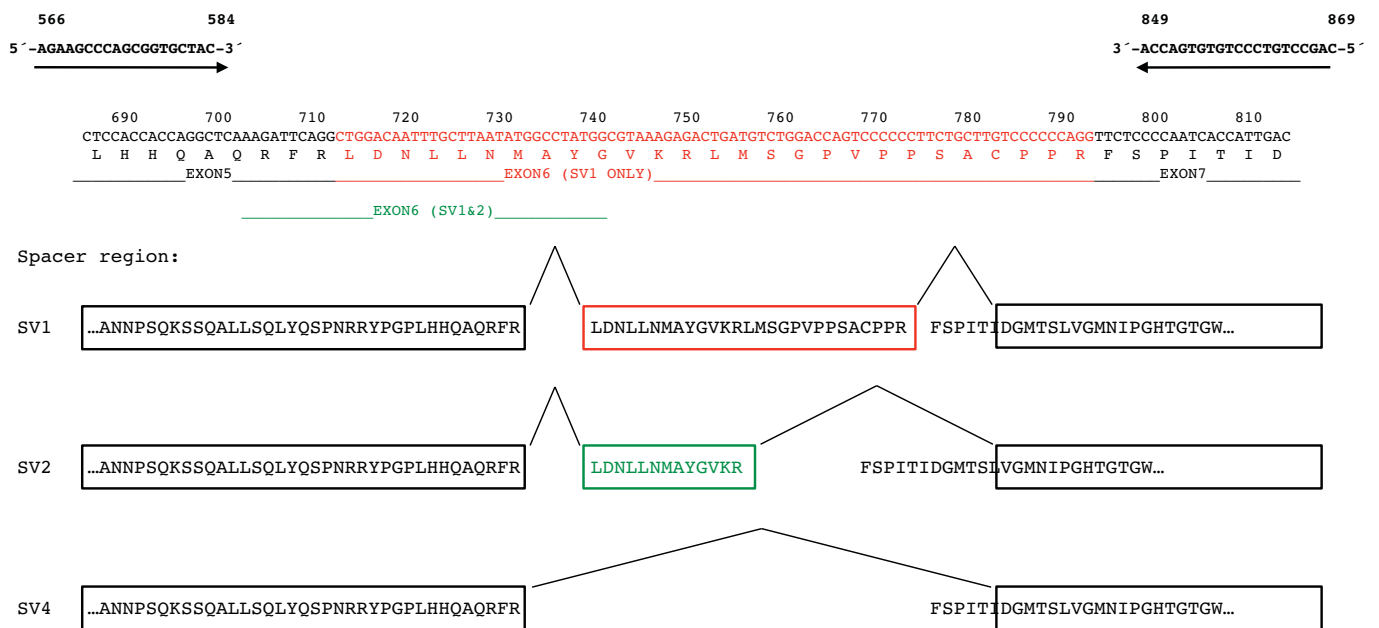 566 584 849 869
5´-AGAAGCCCAGCGGTGCTAC-3´ 3´-ACCAGTGTGTCCCTGTCCGAC-5´
690 700 710 720 730 740 750 760 770 780 790 800 810
CTCCACCACCAGGCTCAAAGATTCAGGCTGGACAATTTGCTTAATATGGCCTATGGCGTAAAGAGACTGATGTCTGGACCAGTCCCCCCTTCTGCTTGTCCCCCCAGGTTCTCCCCAATCACCATTGAC
L H H Q A Q R F R L D N L L N M A Y G V K R L M S G P V P P S A C P P R F S P I T I D
EXON5 EXON6 (SV1 ONLY) EXON7
EXON6 (SV1&2)
Spacer region:
SV1 …ANNPSQKSSQALLSQLYQSPNRRYPGPLHHQAQRFR LDNLLNMAYGVKRLMSGPVPPSACPPR FSPITIDGMTSLVGMNIPGHTGTGW…
SV2 …ANNPSQKSSQALLSQLYQSPNRRYPGPLHHQAQRFR LDNLLNMAYGVKR FSPITIDGMTSLVGMNIPGHTGTGW…
SV4 …ANNPSQKSSQALLSQLYQSPNRRYPGPLHHQAQRFR FSPITIDGMTSLVGMNIPGHTGTGW…